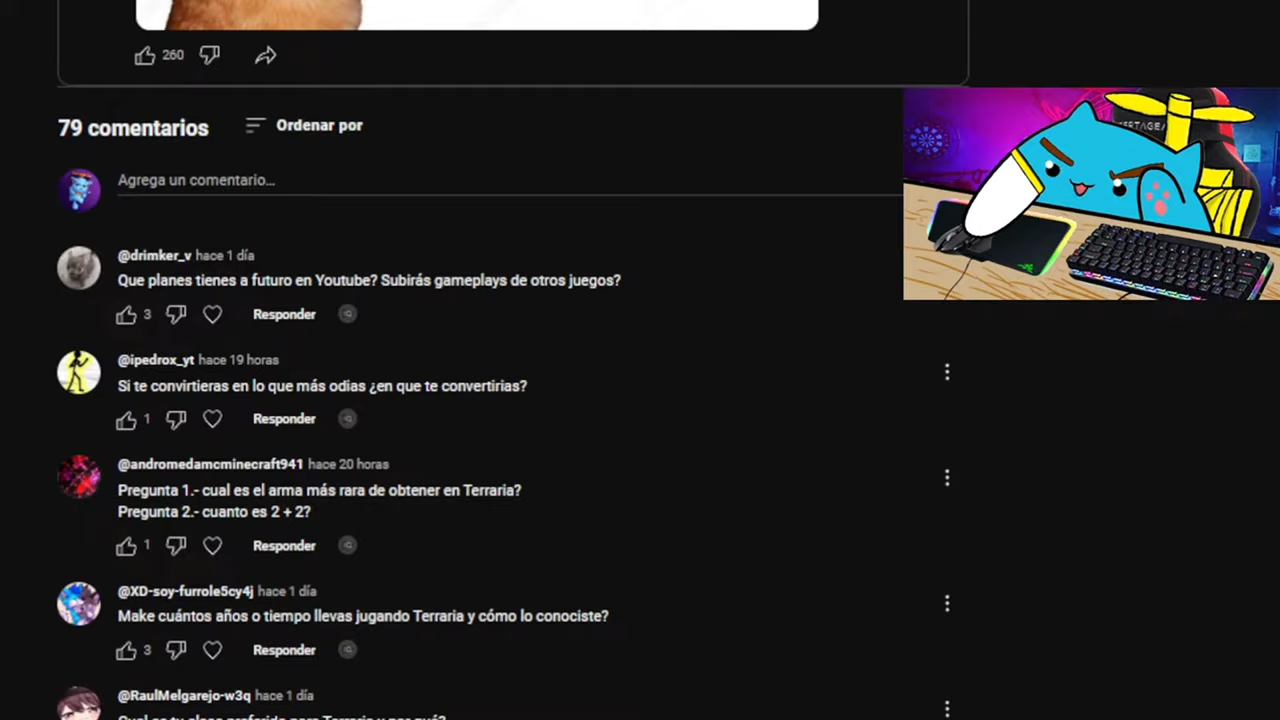 260
79 comentarios
Ordenar por
Agrega un comentario...
@drimker_v hace 1 día
Que planes tienes a futuro en Youtube? Subirás gameplays de otros juegos?
3 Responder
@ipedrox_yt hace 19 horas
Si te convirtieras en lo que más odias ¿en que te convertirias?
1 Responder
@andromedamcminecraft941 hace 20 horas
Pregunta 1.- cual es el arma más rara de obtener en Terraria?
Pregunta 2.- cuanto es 2 + 2?
1 Responder
@XD-soy-furrole5cy4j hace 1 día
Make cuántos años o tiempo llevas jugando Terraria y cómo lo conociste?
3 Responder
@RaulMelgarejo-w3q hace 1 día